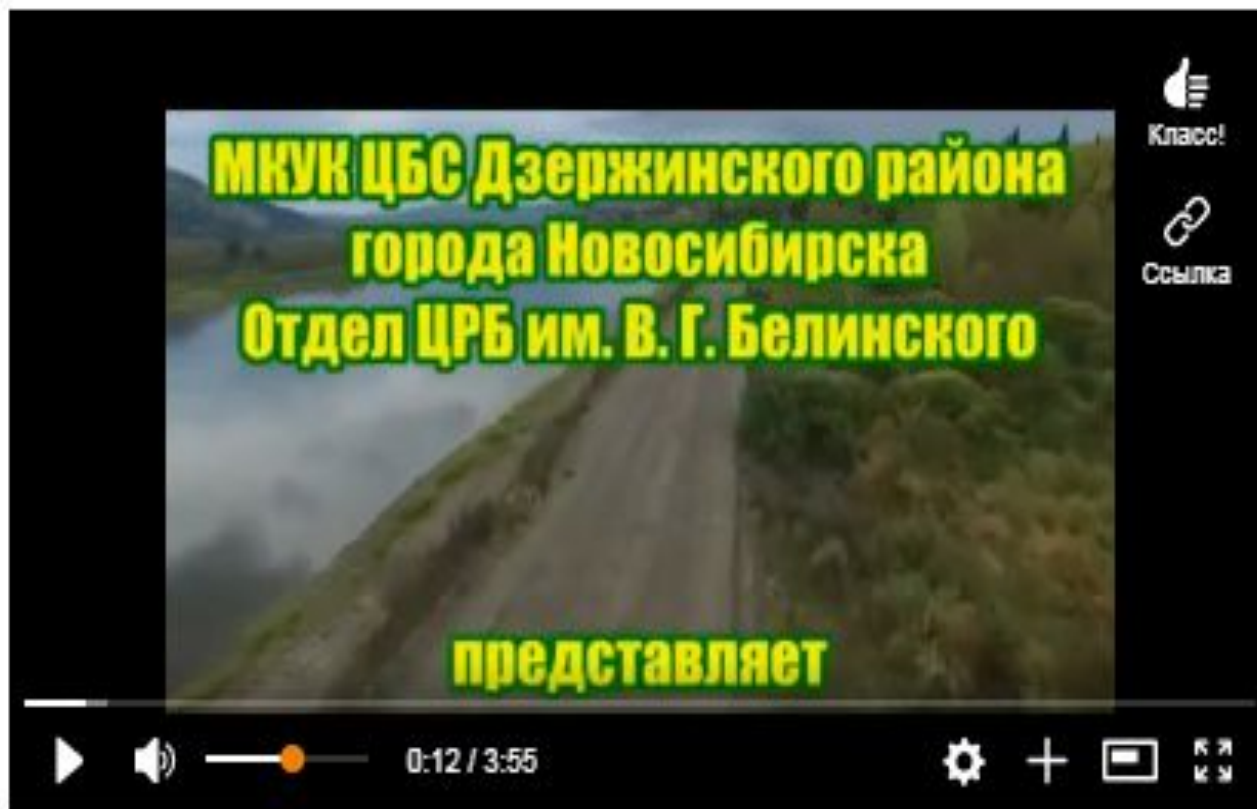 МКУК ЦБС Дзержинского района
города Новосибирска
Отдел ЦРБ им. В. Г. Белинского
представляет
Класс!
Ссылка
0:12 / 3:55